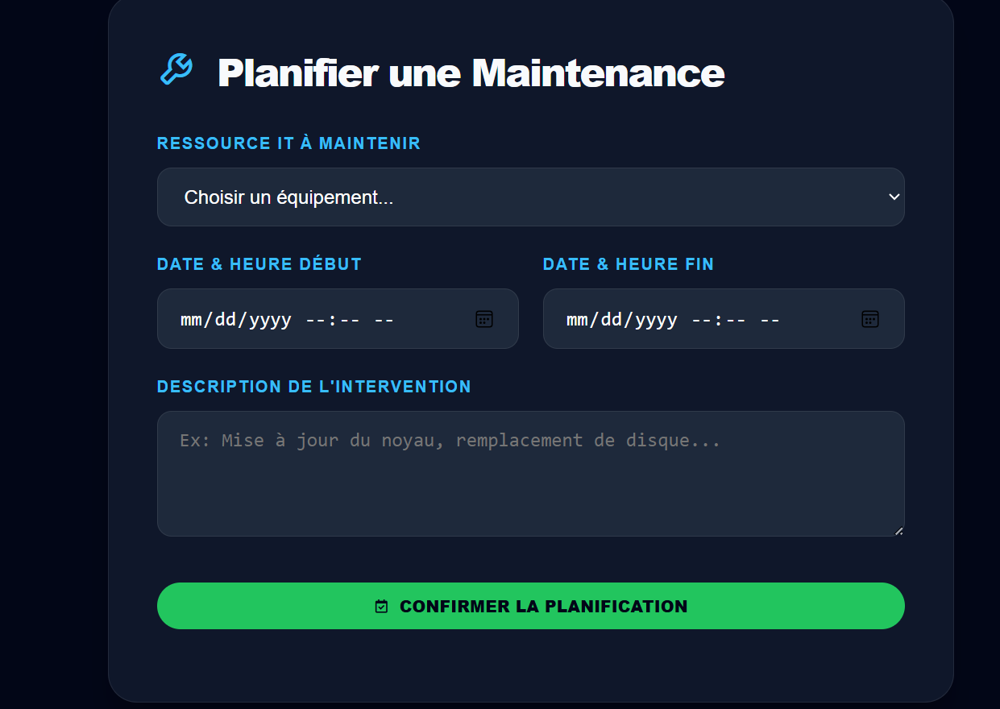 Planifier une Maintenance
RESSOURCE IT À MAINTENIR
Choisir un équipement...
DATE & HEURE DÉBUT
DATE & HEURE FIN
mm/dd/yyyy --:-- --
mm/dd/yyyy --:-- --
DESCRIPTION DE L'INTERVENTION
Ex: Mise à jour du noyau, remplacement de disque...
CONFIRMER LA PLANIFICATION